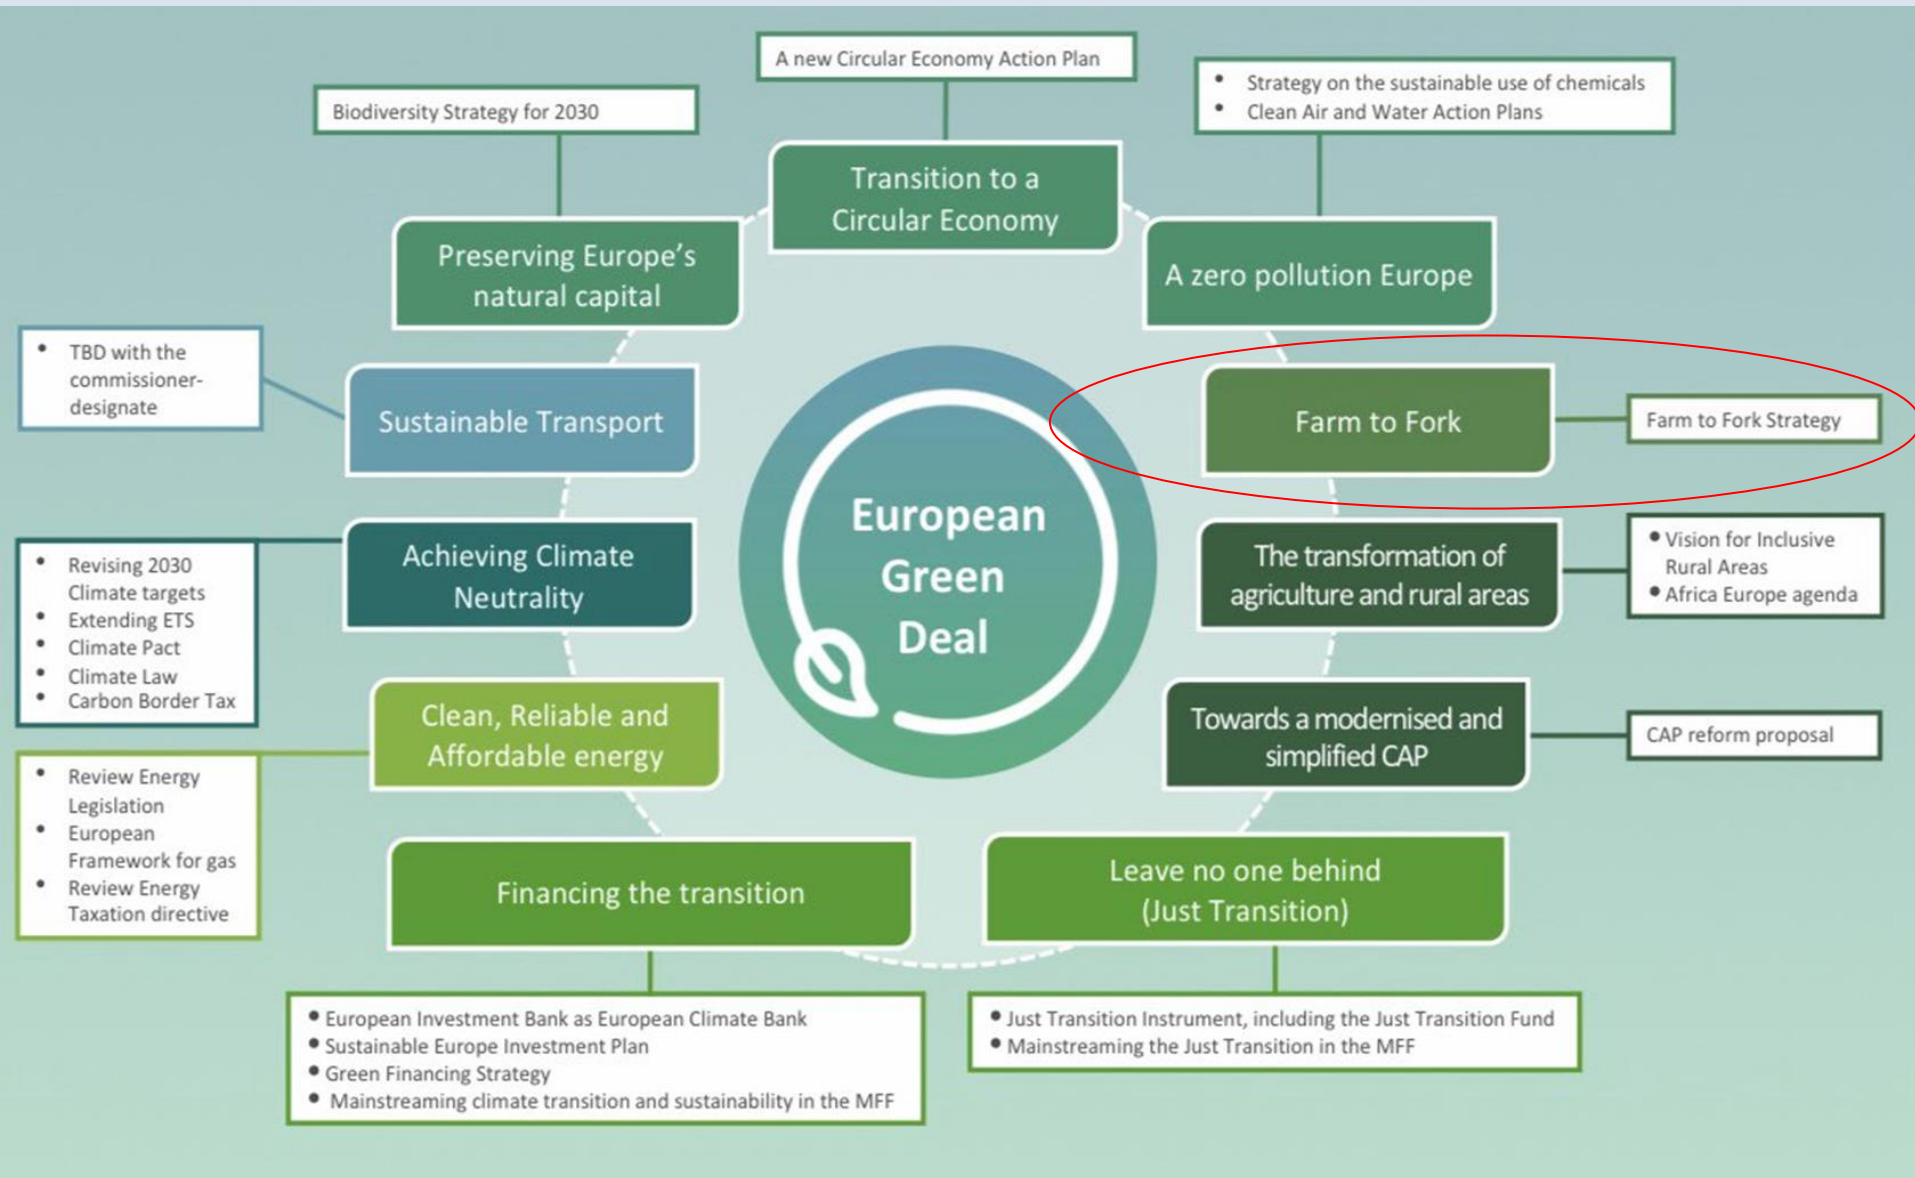 A new Circular Economy Action Plan
Biodiversity Strategy for 2030
• Strategy on the sustainable use of chemicals
• Clean Air and Water Action Plans
Transition to a
Circular Economy
Preserving Europe's
natural capital
A zero pollution Europe
• TBD with the
commissioner-
designate
Sustainable Transport
Farm to Fork
Farm to Fork Strategy
European
Green
Deal
• Revising 2030
Climate targets
• Extending ETS
• Climate Pact
• Climate Law
• Carbon Border Tax
Achieving Climate
Neutrality
The transformation of
agriculture and rural areas
• Vision for Inclusive
Rural Areas
• Africa Europe agenda
Clean, Reliable and
Affordable energy
Towards a modernised and
simplified CAP
CAP reform proposal
• Review Energy
Legislation
• European
Framework for gas
• Review Energy
Taxation directive
Financing the transition
Leave no one behind
(Just Transition)
• European Investment Bank as European Climate Bank
• Sustainable Europe Investment Plan
• Green Financing Strategy
• Mainstreaming climate transition and sustainability in the MFF
• Just Transition Instrument, including the Just Transition Fund
• Mainstreaming the Just Transition in the MFF